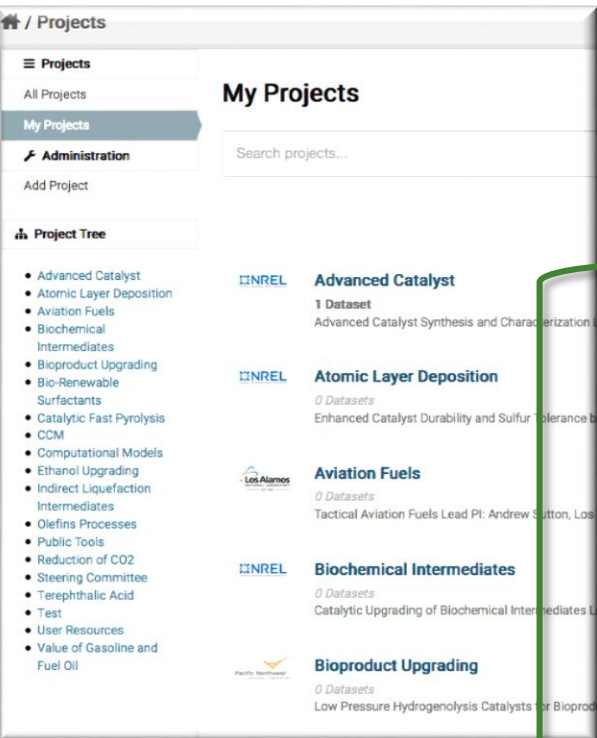 / Projects
Projects
All Projects
My Projects
Administration
Add Project
Project Tree
Advanced Catalyst
Atomic Layer Deposition
Aviation Fuels
Biochemical
Intermediates
Bioproduct Upgrading
Bio-Renewable
Surfactants
Catalytic Fast Pyrolysis
CCM
Computational Models
Ethanol Upgrading
Indirect Liquefaction
Intermediates
Olefins Processes
Public Tools
Reduction of CO2
Steering Committee
Terephthalic Acid
Test
User Resources
Value of Gasoline and
Fuel Oil
My Projects
Search projects...
NREL
Advanced Catalyst
1 Dataset
Advanced Catalyst Synthesis and Characterization
NREL
Atomic Layer Deposition
0 Datasets
Enhanced Catalyst Durability and Sulfur Tolerance b
Los Alamos
Aviation Fuels
0 Datasets
Tactical Aviation Fuels Lead PI: Andrew Sutton, Los
NREL
Biochemical Intermediates
0 Datasets
Catalytic Upgrading of Biochemical Intermediates L
Pacific Northwest
Bioproduct Upgrading
0 Datasets
Low Pressure Hydrogenolysis Catalysts for Bioprod